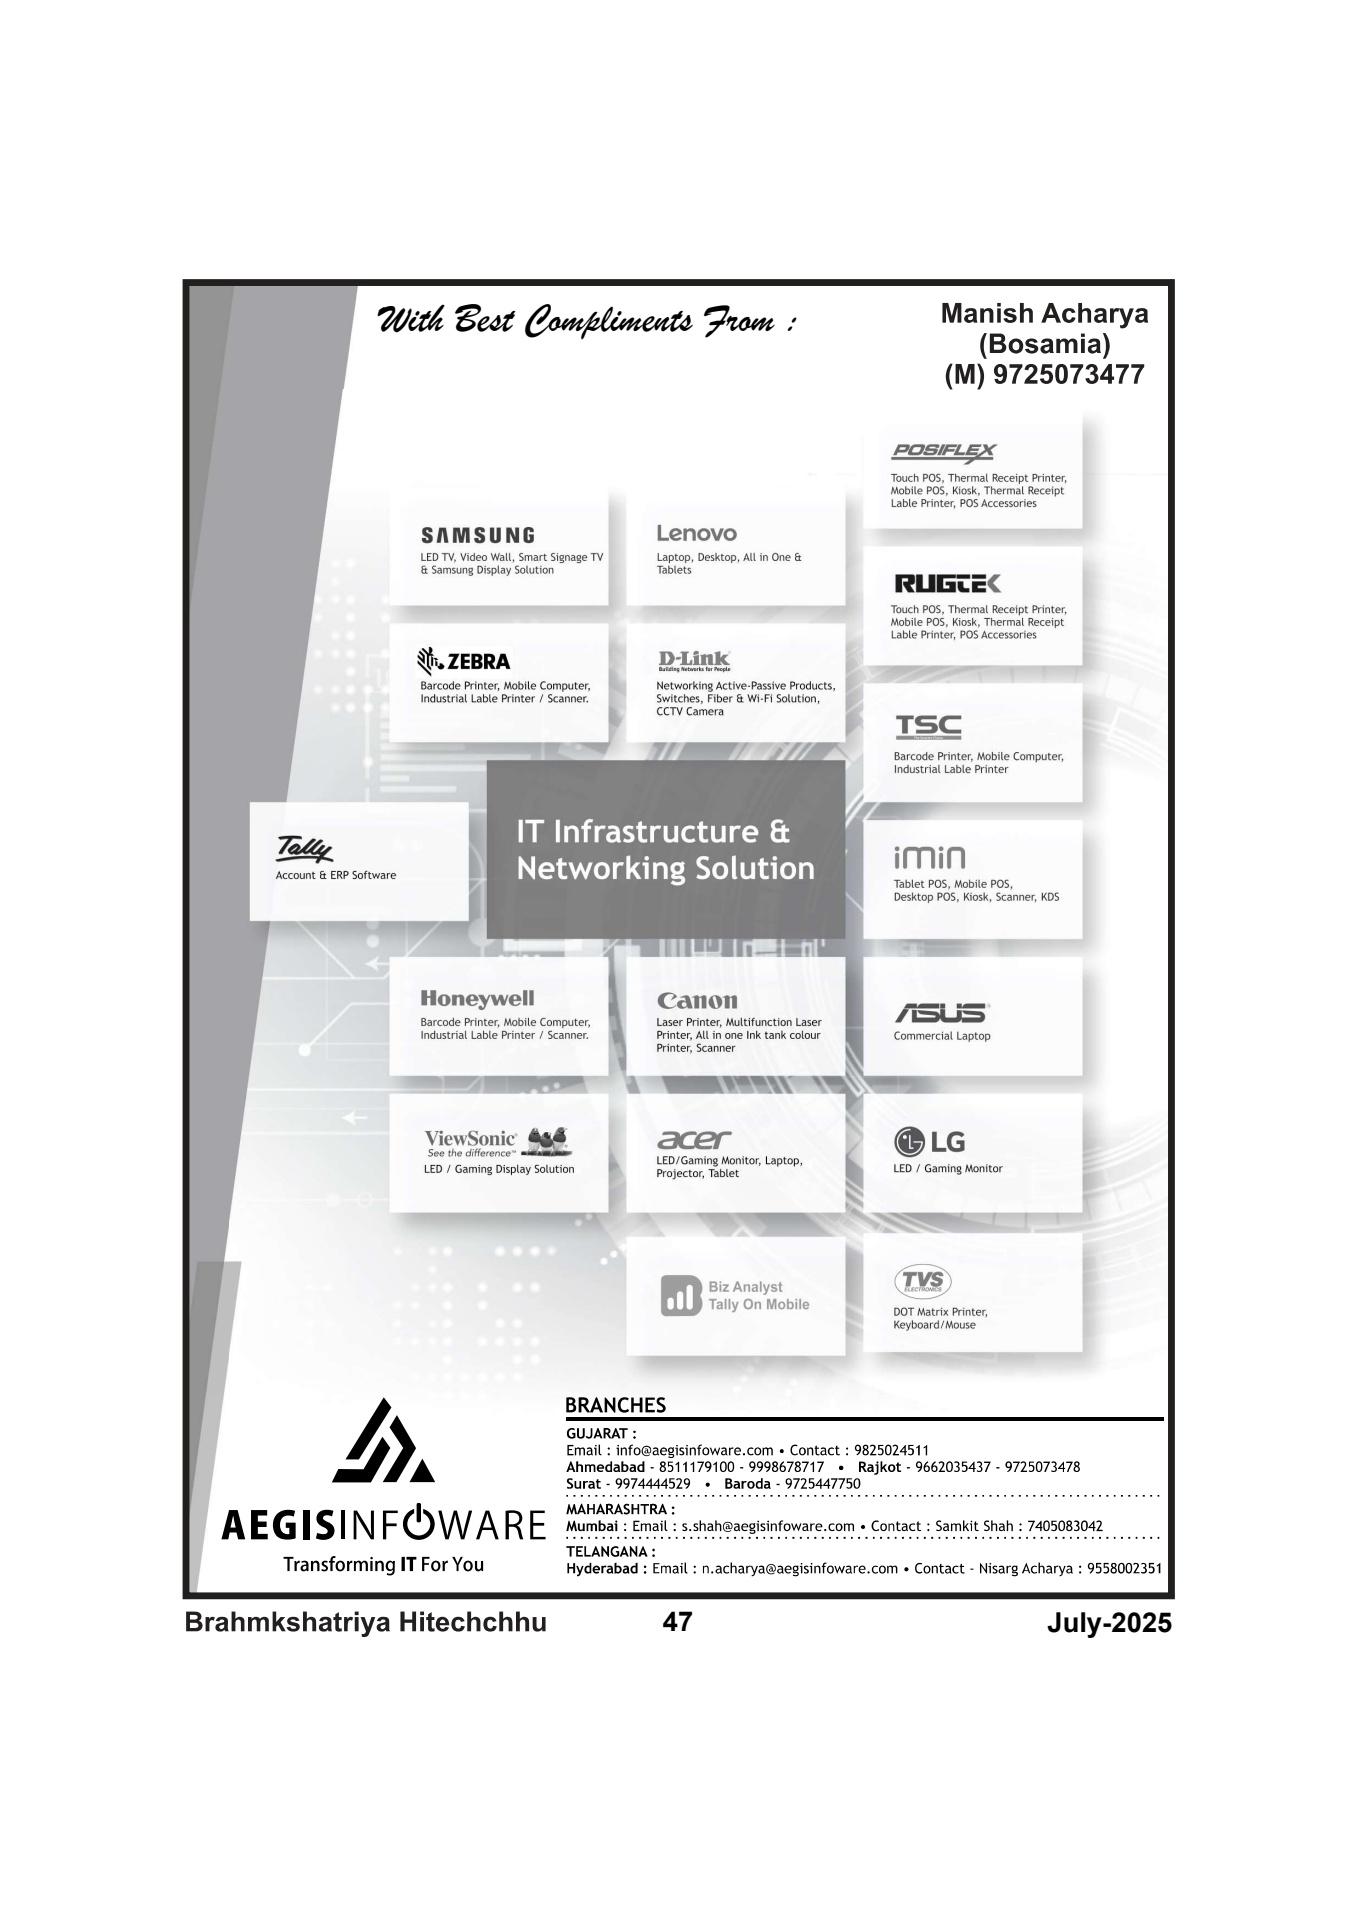 With Best Compliments From :
Manish Acharya
(Bosamia)
(M) 9725073477
POSIFLEX
Touch POS, Thermal Receipt Printer,
Mobile POS, Kiosk, Thermal Receipt
Lable Printer, POS Accessories
SAMSUNG
LED TV, Video Wall, Smart Signage TV
& Samsung Display Solution
Lenovo
Laptop, Desktop, All in One &
Tablets
RUGTEK
Touch POS, Thermal Receipt Printer,
Mobile POS, Kiosk, Thermal Receipt
Lable Printer, POS Accessories
ZEBRA
Barcode Printer, Mobile Computer,
Industrial Lable Printer / Scanner.
D-Link
Building Networks for People
Networking Active-Passive Products,
Switches, Fiber & Wi-Fi Solution,
CCTV Camera
TSC
Barcode Printer, Mobile Computer,
Industrial Lable Printer
Tally
Account & ERP Software
IT Infrastructure &
Networking Solution
imin
Tablet POS, Mobile POS,
Desktop POS, Kiosk, Scanner, KDS
Honeywell
Barcode Printer, Mobile Computer,
Industrial Lable Printer / Scanner.
Canon
Laser Printer, Multifunction Laser
Printer, All in one Ink tank colour
Printer, Scanner
ASUS
Commercial Laptop
ViewSonic®
See the difference™
LED / Gaming Display Solution
acer
LED/Gaming Monitor, Laptop,
Projector, Tablet
LG
LED / Gaming Monitor
Biz Analyst
Tally On Mobile
TVS
ELECTRONICS
DOT Matrix Printer,
Keyboard/Mouse
AEGISINFOWARE
Transforming IT For You
BRANCHES
GUJARAT :
Email : info@aegisinfoware.com • Contact : 9825024511
Ahmedabad - 8511179100 - 9998678717 • Rajkot - 9662035437 - 9725073478
Surat - 9974444529 • Baroda - 9725447750
MAHARASHTRA :
Mumbai : Email : s.shah@aegisinfoware.com • Contact : Samkit Shah : 7405083042
TELANGANA :
Hyderabad : Email : n.acharya@aegisinfoware.com • Contact - Nisarg Acharya : 9558002351
Brahmkshatriya Hitechchhu 47 July-2025